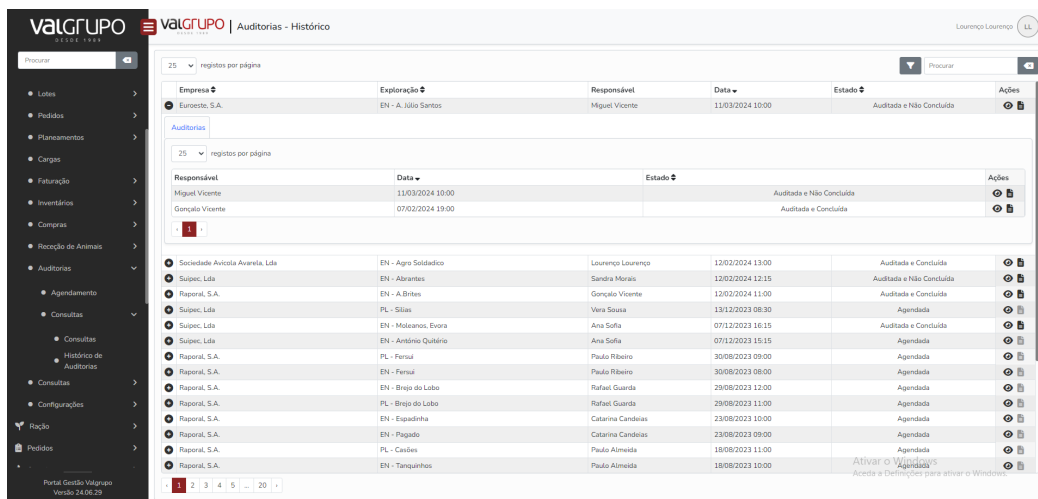 valGrUPO
DESDE 1989
Procurar
Lotes
Pedidos
Planeamentos
Cargas
Faturação
Inventários
Compras
Receção de Animais
Auditorias
Agendamento
Consultas
Consultas
Histórico de
Auditorias
Consultas
Configurações
Ração
Pedidos
Portal Gestão Valgrupo
Versão 24.06.29
valGrUPO | Auditorias - Histórico
DESDE 1989
Lourenço Lourenço LL
25 registos por página Procurar
Empresa Exploração Responsável Data Estado Ações
Euroeste, S.A. EN - A. Júlio Santos Miguel Vicente 11/03/2024 10:00 Auditada e Não Concluída
Auditorias
25 registos por página
Responsável Data Estado Ações
Miguel Vicente 11/03/2024 10:00 Auditada e Não Concluída
Gonçalo Vicente 07/02/2024 19:00 Auditada e Concluída
‹ 1 ›
Sociedade Avícola Avarela, Lda EN - Agro Soldadico Lourenço Lourenço 12/02/2024 13:00 Auditada e Concluída
Suipec, Lda EN - Abrantes Sandra Morais 12/02/2024 12:15 Auditada e Não Concluída
Raporal, S.A. EN - A.Brites Gonçalo Vicente 12/02/2024 11:00 Auditada e Concluída
Suipec, Lda PL - Silias Vera Sousa 13/12/2023 08:30 Agendada
Suipec, Lda EN - Moleanos, Evora Ana Sofia 07/12/2023 16:15 Auditada e Concluída
Suipec, Lda EN - António Quitério Ana Sofia 07/12/2023 15:15 Agendada
Raporal, S.A. PL - Fersui Paulo Ribeiro 30/08/2023 09:00 Agendada
Raporal, S.A. EN - Fersui Paulo Ribeiro 30/08/2023 08:00 Agendada
Raporal, S.A. EN - Brejo do Lobo Rafael Guarda 29/08/2023 12:00 Agendada
Raporal, S.A. PL - Brejo do Lobo Rafael Guarda 29/08/2023 11:00 Agendada
Raporal, S.A. EN - Espadinha Catarina Candeias 23/08/2023 10:00 Agendada
Raporal, S.A. EN - Pagado Catarina Candeias 23/08/2023 09:00 Agendada
Raporal, S.A. PL - Casões Paulo Almeida 18/08/2023 11:00 Agendada
Raporal, S.A. EN - Tanquinhos Paulo Almeida 18/08/2023 10:00 Agendada
‹ 1 2 3 4 5 ... 20 ›
Ativar o Windows
Aceda a Definições para ativar o Windows.